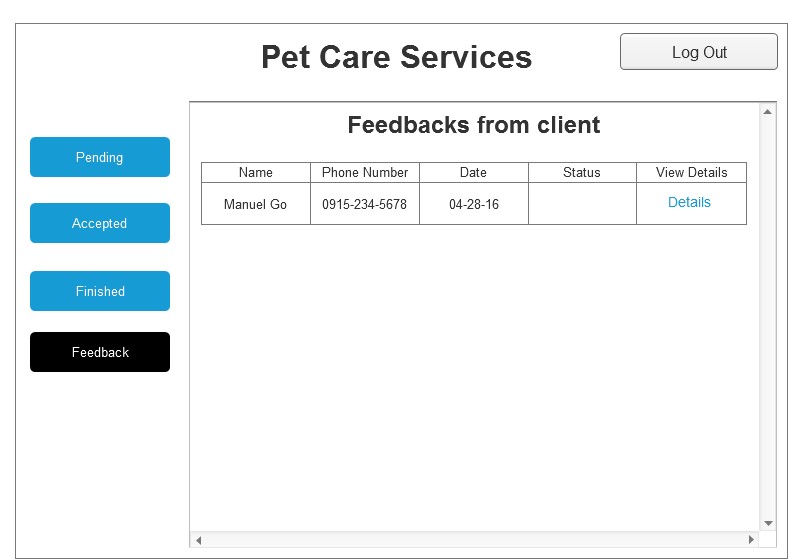 Pet Care Services
Log Out
Pending
Accepted
Finished
Feedback
Feedbacks from client
Name Phone Number Date Status View Details
Manuel Go 0915-234-5678 04-28-16 Details